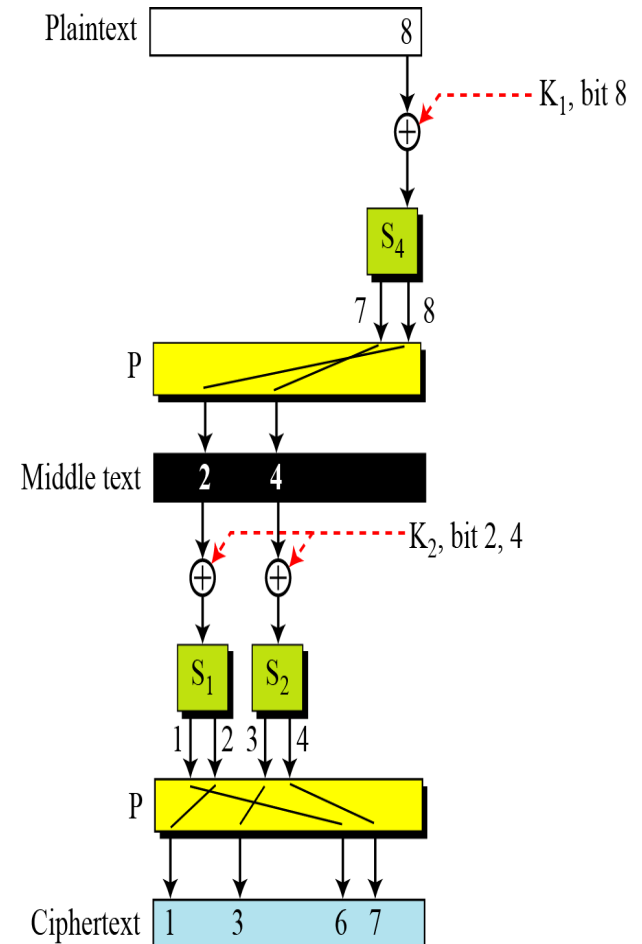 Plaintext 8
K₁, bit 8
S₄
7 8
P
Middle text 2 4
K₂, bit 2, 4
S₁ S₂
1 2 3 4
P
Ciphertext 1 3 6 7